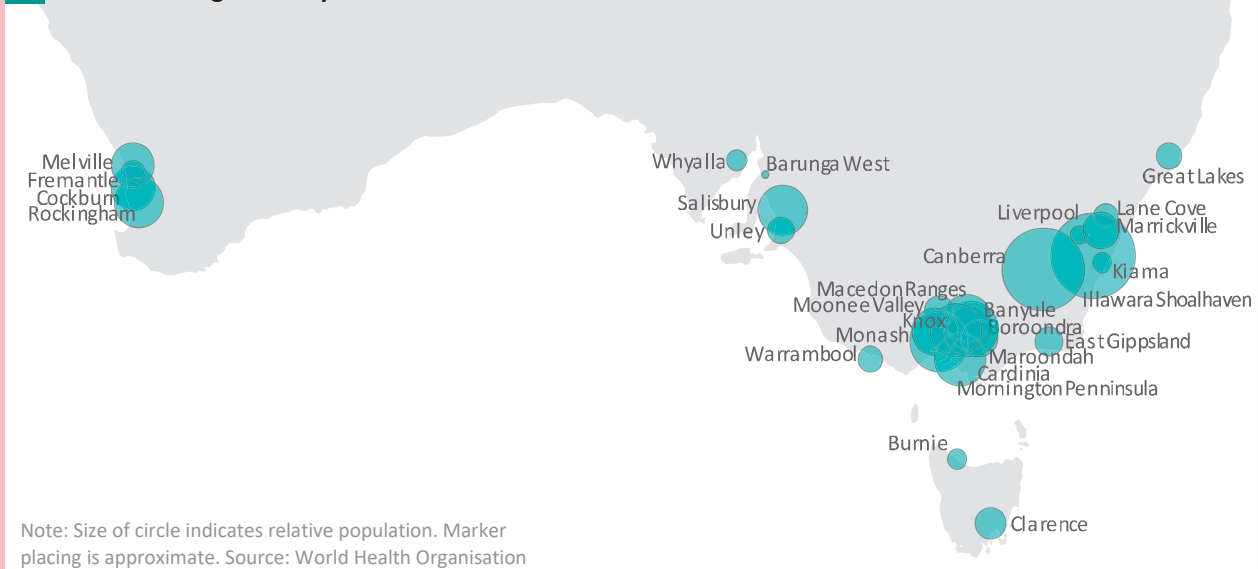 Melville
Fremantle
Cockburn
Rockingham
Whyalla
Barunga West
Salisbury
Unley
Great Lakes
Lane Cove
Liverpool
Marrickville
Canberra
Kiama
Illawara Shoalhaven
Macedon Ranges
Moonee Valley
Banyule
Knox
Boroondra
Monash
East Gippsland
Warrambool
Maroondah
Cardinia
Mornington Penninsula
Burnie
Clarence
Note: Size of circle indicates relative population. Marker
placing is approximate. Source: World Health Organisation